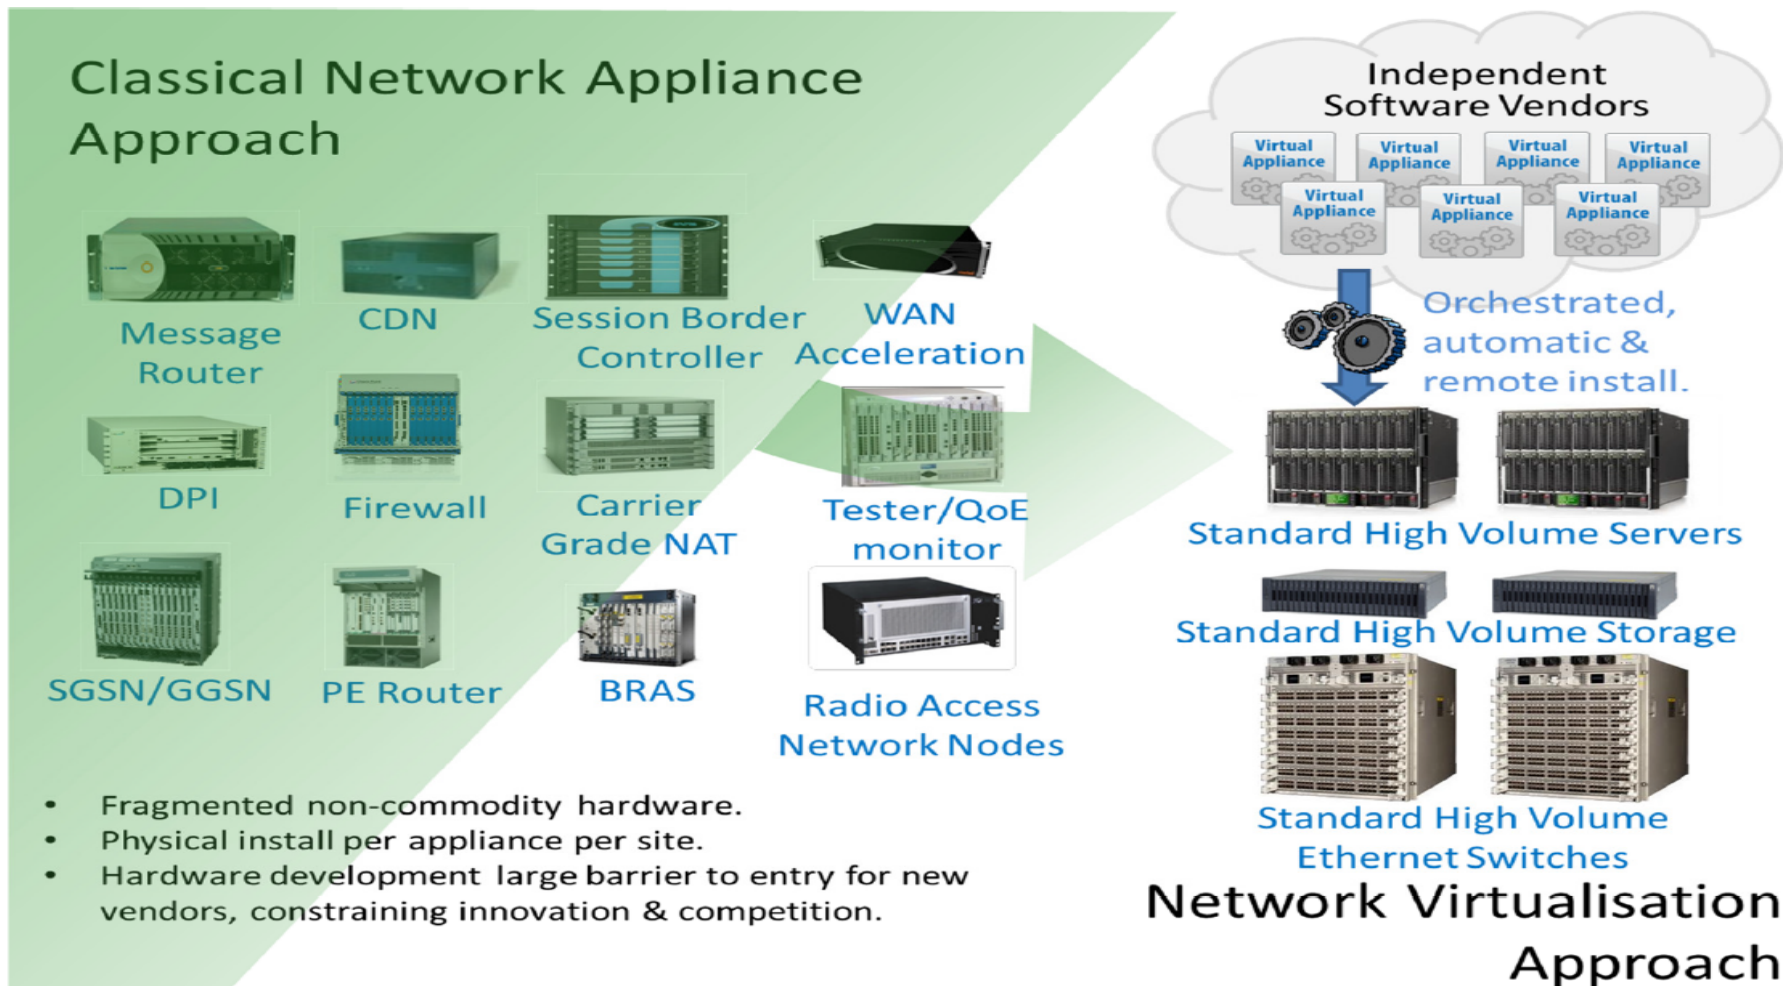 Classical Network Appliance
Approach
Message
Router
CDN
Session Border
Controller
WAN
Acceleration
DPI
Firewall
Carrier
Grade NAT
Tester/QoE
monitor
SGSN/GGSN
PE Router
BRAS
Radio Access
Network Nodes
• Fragmented non-commodity hardware.
• Physical install per appliance per site.
• Hardware development large barrier to entry for new
vendors, constraining innovation & competition.
Independent
Software Vendors
Virtual
Appliance
Virtual
Appliance
Virtual
Appliance
Virtual
Appliance
Virtual
Appliance
Virtual
Appliance
Virtual
Appliance
Orchestrated,
automatic &
remote install.
Standard High Volume Servers
Standard High Volume Storage
Standard High Volume
Ethernet Switches
Network Virtualisation
Approach